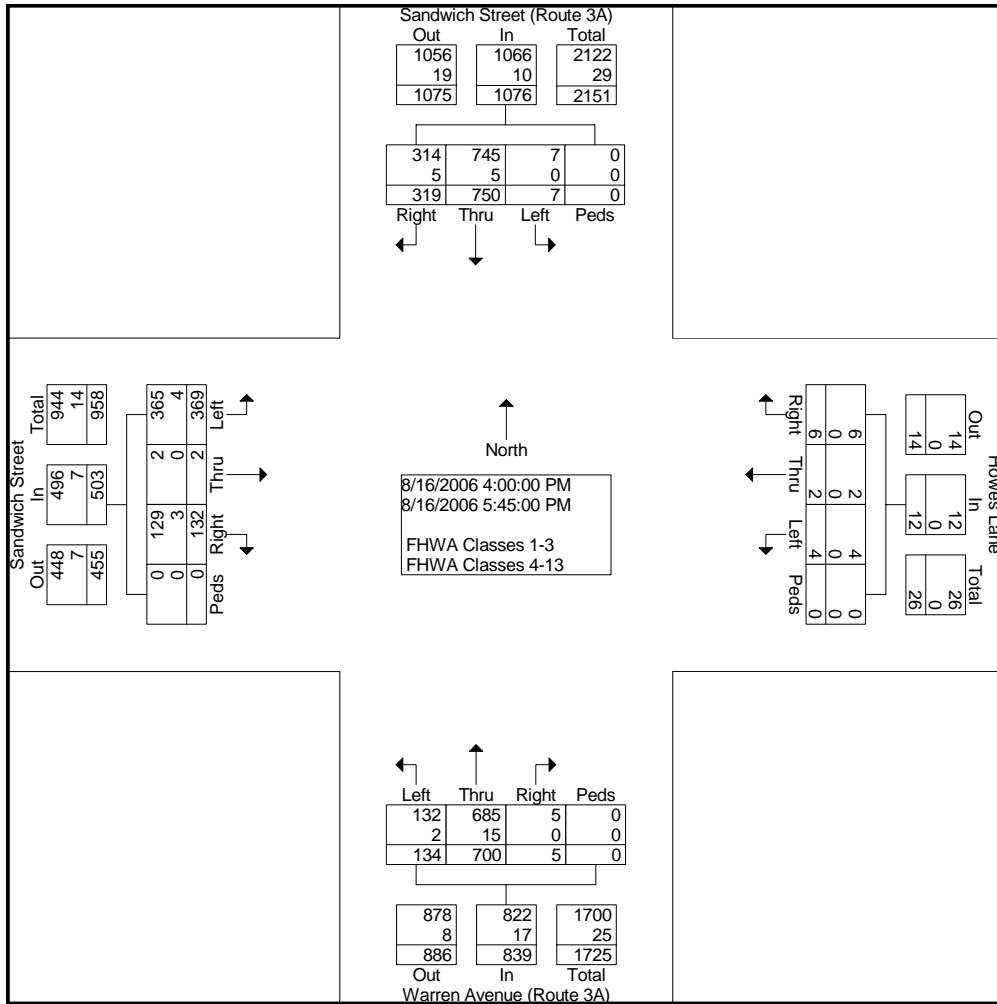 Sandwich Street (Route 3A)
Out In Total
1056 1066 2122
19 10 29
1075 1076 2151
314 745 7 0
5 5 0 0
319 750 7 0
Right Thru Left Peds
Sandwich Street
Total In Out
944 496 448
14 7 7
958 503 455
365 2 129 0
4 0 3 0
369 2 132 0
Left Thru Right Peds
North
8/16/2006 4:00:00 PM
8/16/2006 5:45:00 PM
FHWA Classes 1-3
FHWA Classes 4-13
Right Thru Left Peds
6 2 4 0
0 0 0 0
6 2 4 0
Howes Lane
Out In Total
14 12 26
0 0 0
14 12 26
Left Thru Right Peds
132 685 5 0
2 15 0 0
134 700 5 0
878 822 1700
8 17 25
886 839 1725
Out In Total
Warren Avenue (Route 3A)